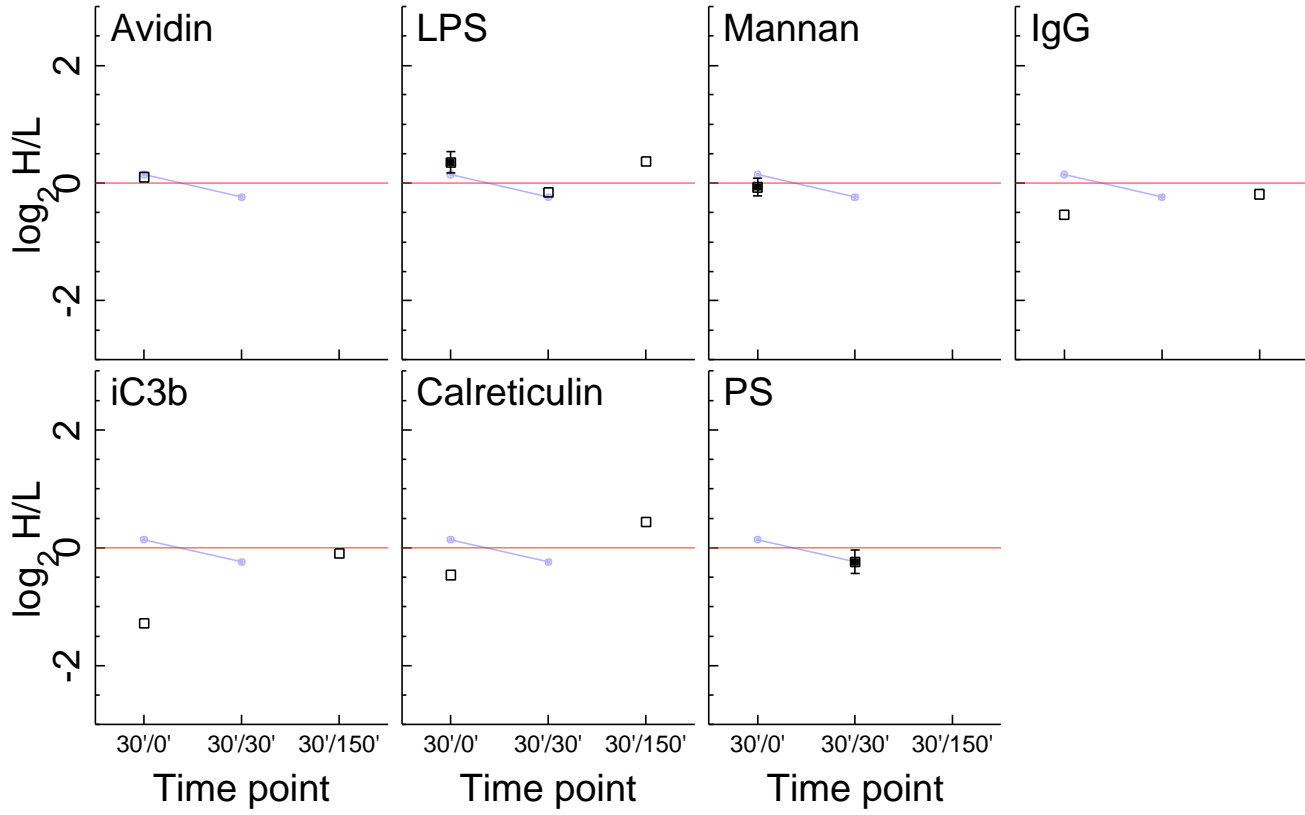 Avidin LPS Mannan IgG
2
0
-2
log2 H/L
iC3b Calreticulin PS
2
0
-2
log2 H/L
30'/0' 30'/30' 30'/150' 30'/0' 30'/30' 30'/150' 30'/0' 30'/30' 30'/150'
Time point Time point Time point